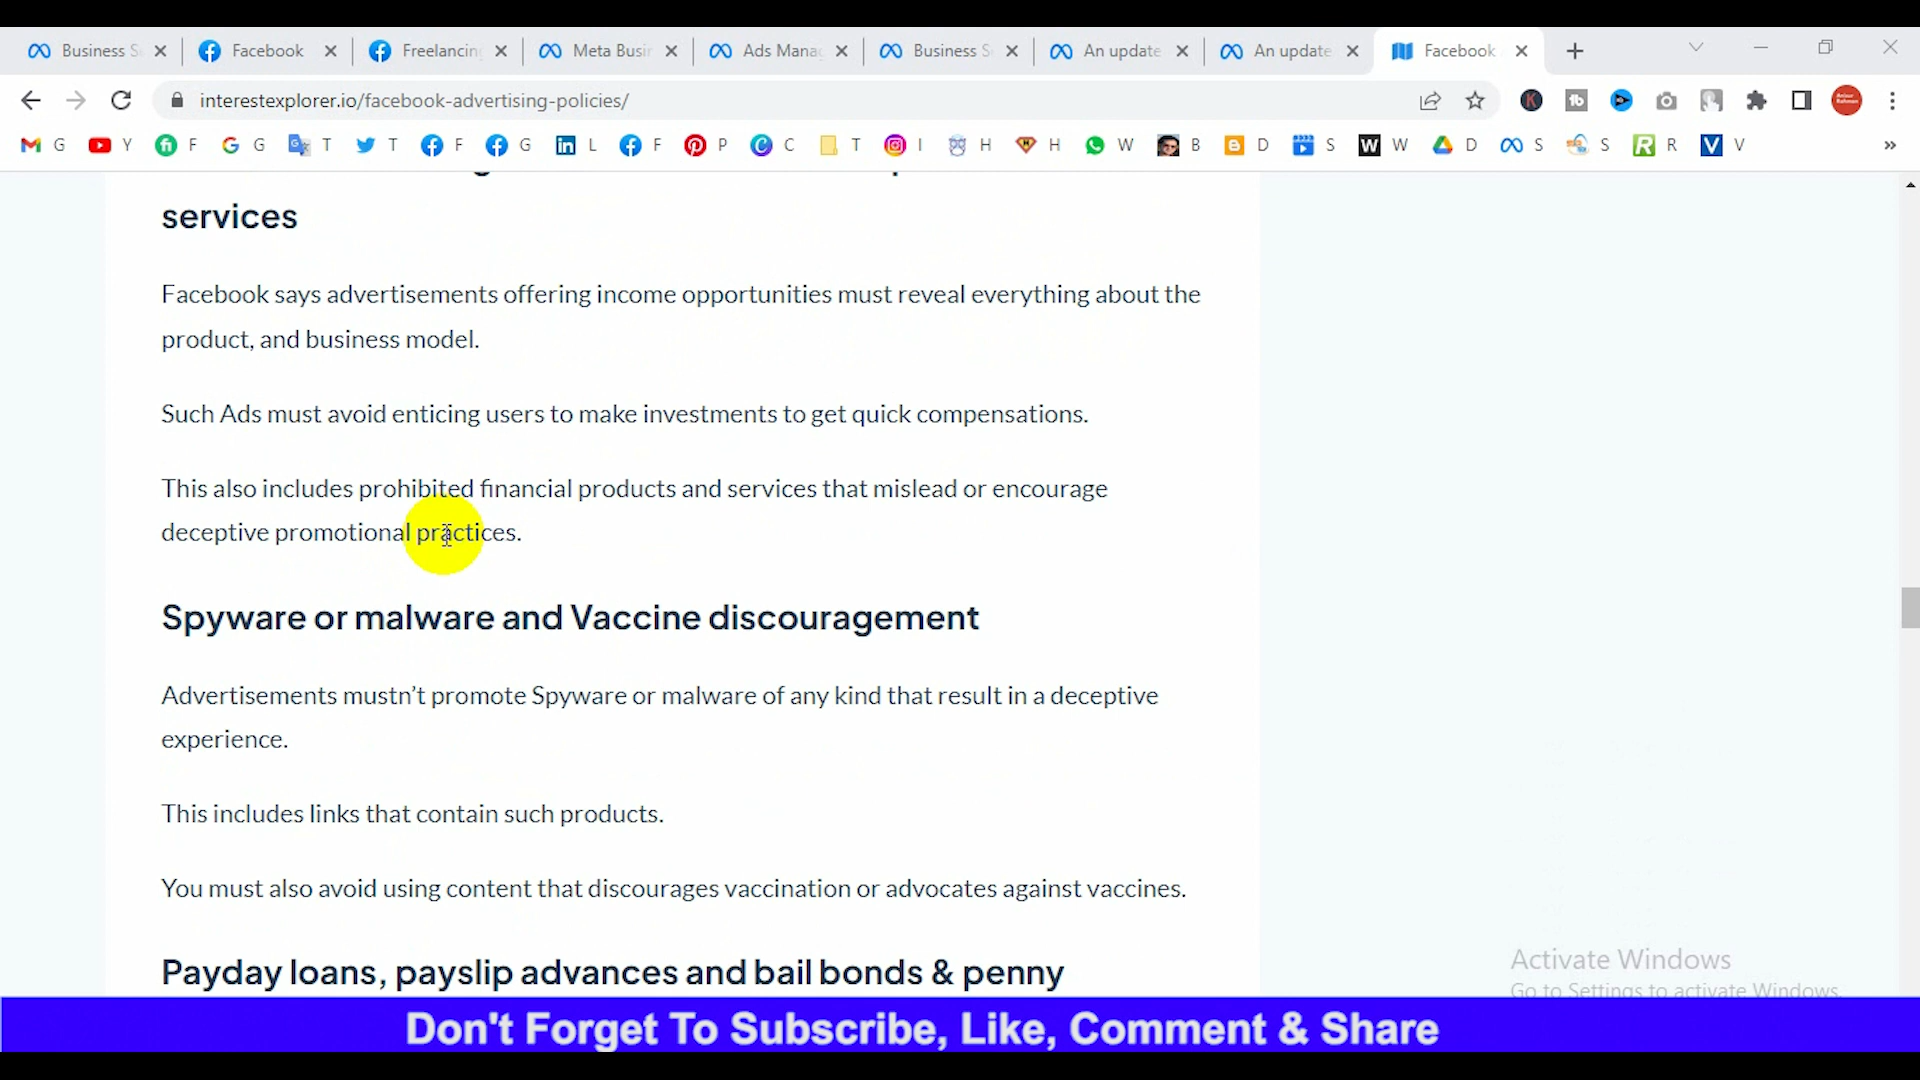 Business S
Facebook
Freelancing
Meta Busin
Ads Mana
Business S
An update
An update
Facebook
interestexplorer.io/facebook-advertising-policies/
G Y F G T T F G L F P C T I H H W B D S W D S S R V
services
Facebook says advertisements offering income opportunities must reveal everything about the
product, and business model.
Such Ads must avoid enticing users to make investments to get quick compensations.
This also includes prohibited financial products and services that mislead or encourage
deceptive promotional practices.
Spyware or malware and Vaccine discouragement
Advertisements mustn’t promote Spyware or malware of any kind that result in a deceptive
experience.
This includes links that contain such products.
You must also avoid using content that discourages vaccination or advocates against vaccines.
Payday loans, payslip advances and bail bonds & penny
Activate Windows
Go to Settings to activate Windows.
Don't Forget To Subscribe, Like, Comment & Share